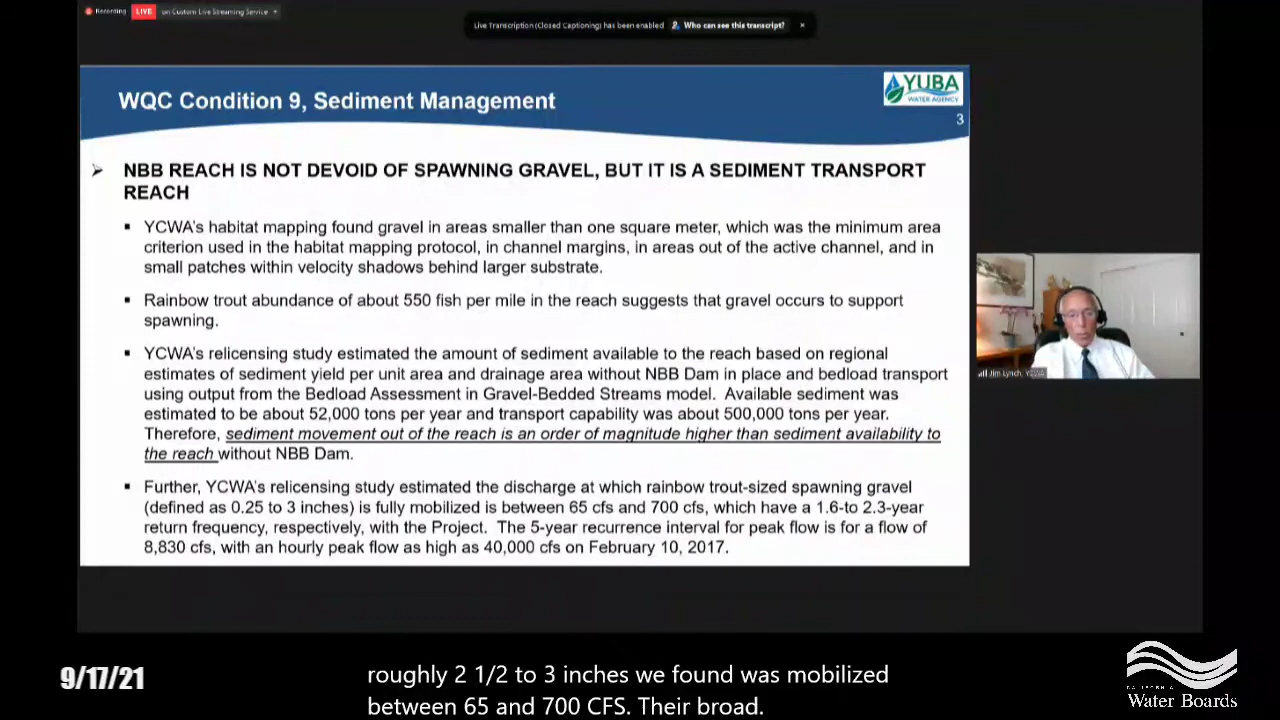 Recording LIVE on Custom Live Streaming Service
Live Transcription (Closed Captioning) has been enabled Who can see this transcript? ×
WQC Condition 9, Sediment Management
YUBA
WATER AGENCY
3
➢ NBB REACH IS NOT DEVOID OF SPAWNING GRAVEL, BUT IT IS A SEDIMENT TRANSPORT
REACH
▪ YCWA's habitat mapping found gravel in areas smaller than one square meter, which was the minimum area
criterion used in the habitat mapping protocol, in channel margins, in areas out of the active channel, and in
small patches within velocity shadows behind larger substrate.
▪ Rainbow trout abundance of about 550 fish per mile in the reach suggests that gravel occurs to support
spawning.
▪ YCWA's relicensing study estimated the amount of sediment available to the reach based on regional
estimates of sediment yield per unit area and drainage area without NBB Dam in place and bedload transport
using output from the Bedload Assessment in Gravel-Bedded Streams model. Available sediment was
estimated to be about 52,000 tons per year and transport capability was about 500,000 tons per year.
Therefore, sediment movement out of the reach is an order of magnitude higher than sediment availability to
the reach without NBB Dam.
▪ Further, YCWA's relicensing study estimated the discharge at which rainbow trout-sized spawning gravel
(defined as 0.25 to 3 inches) is fully mobilized is between 65 cfs and 700 cfs, which have a 1.6-to 2.3-year
return frequency, respectively, with the Project. The 5-year recurrence interval for peak flow is for a flow of
8,830 cfs, with an hourly peak flow as high as 40,000 cfs on February 10, 2017.
Jim Lynch, YCWA
9/17/21
roughly 2 1/2 to 3 inches we found was mobilized
between 65 and 700 CFS. Their broad.
CALIFORNIA
Water Boards